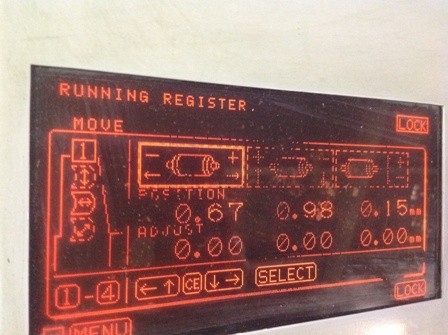 RUNNING REGISTER
MOVE LOCK
1
- + + - + -
POSITION
0.67 0.98 0.15mm
ADJUST
0.00 0.00 0.00mm
1-4 ←↑ CE ↓→ SELECT
LOCK
MENU